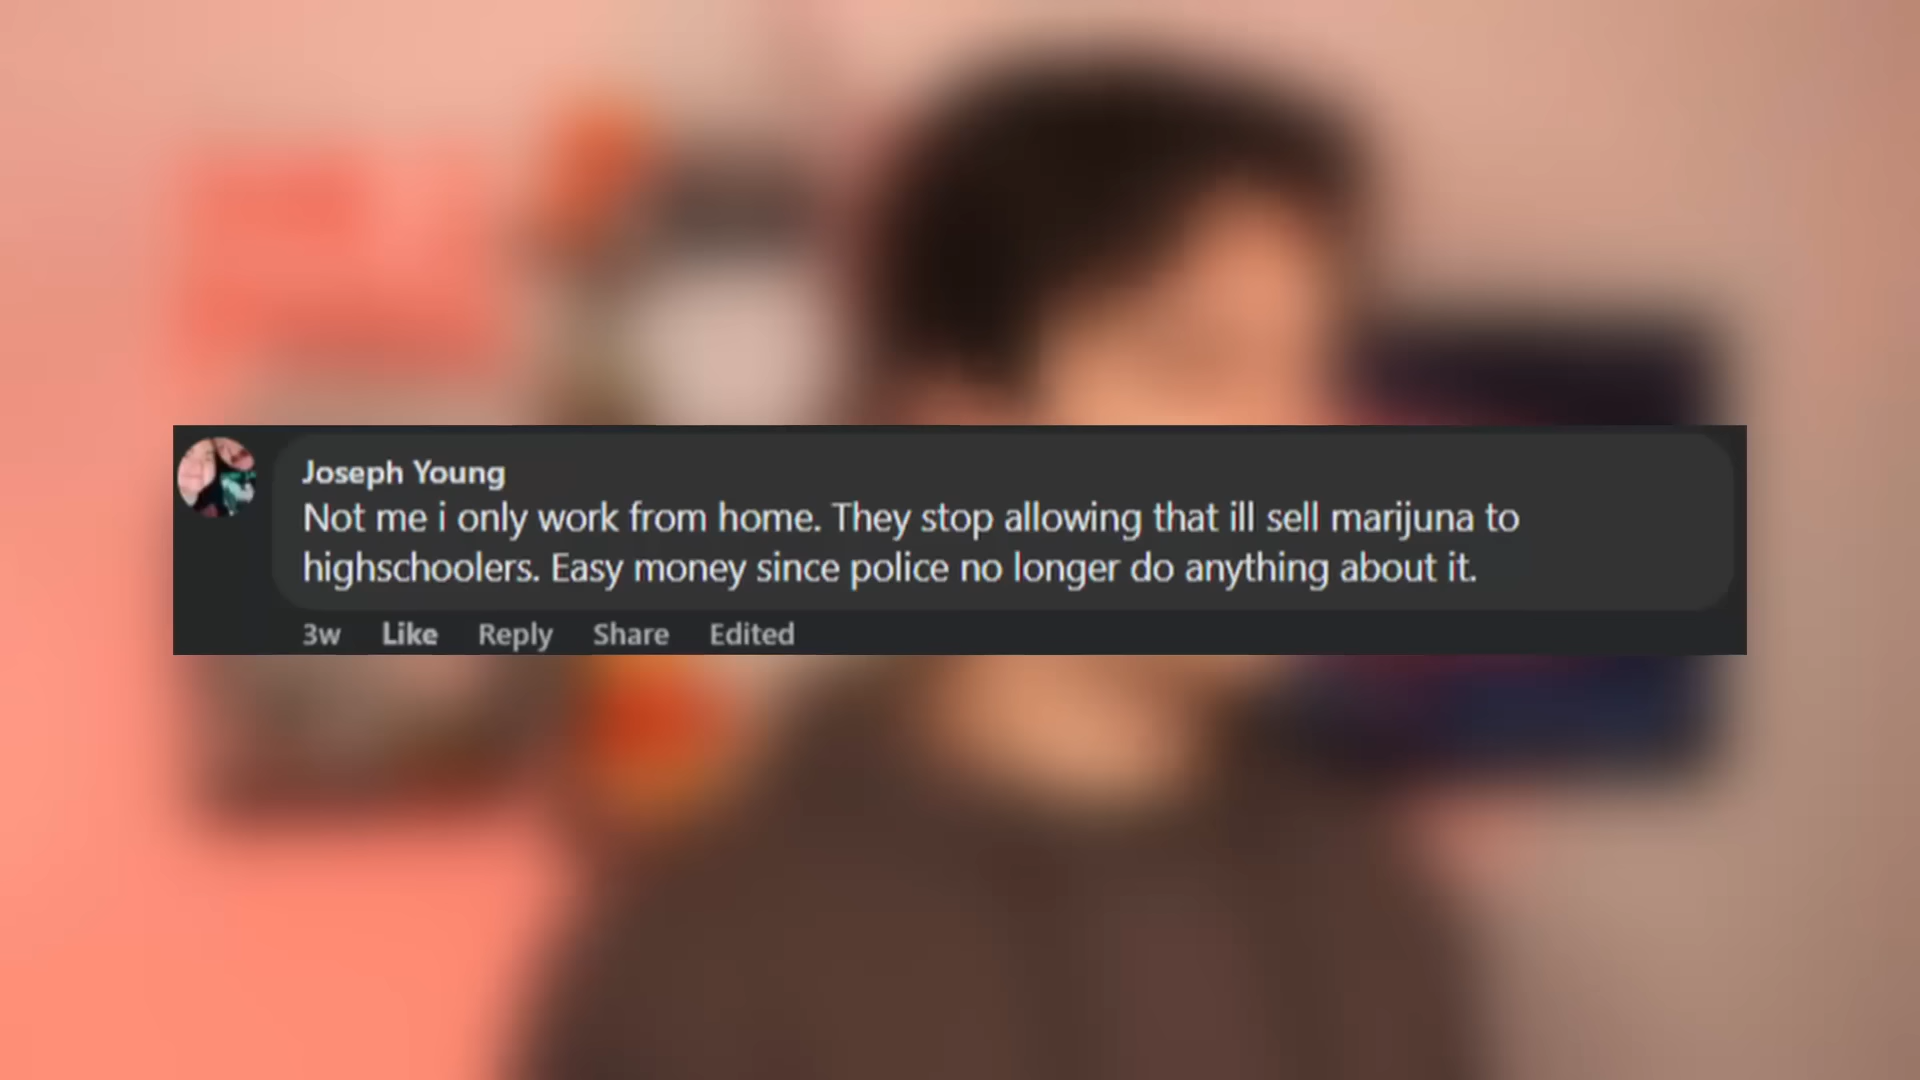 Joseph Young
Not me i only work from home. They stop allowing that ill sell marijuna to
highschoolers. Easy money since police no longer do anything about it.
3w Like Reply Share Edited